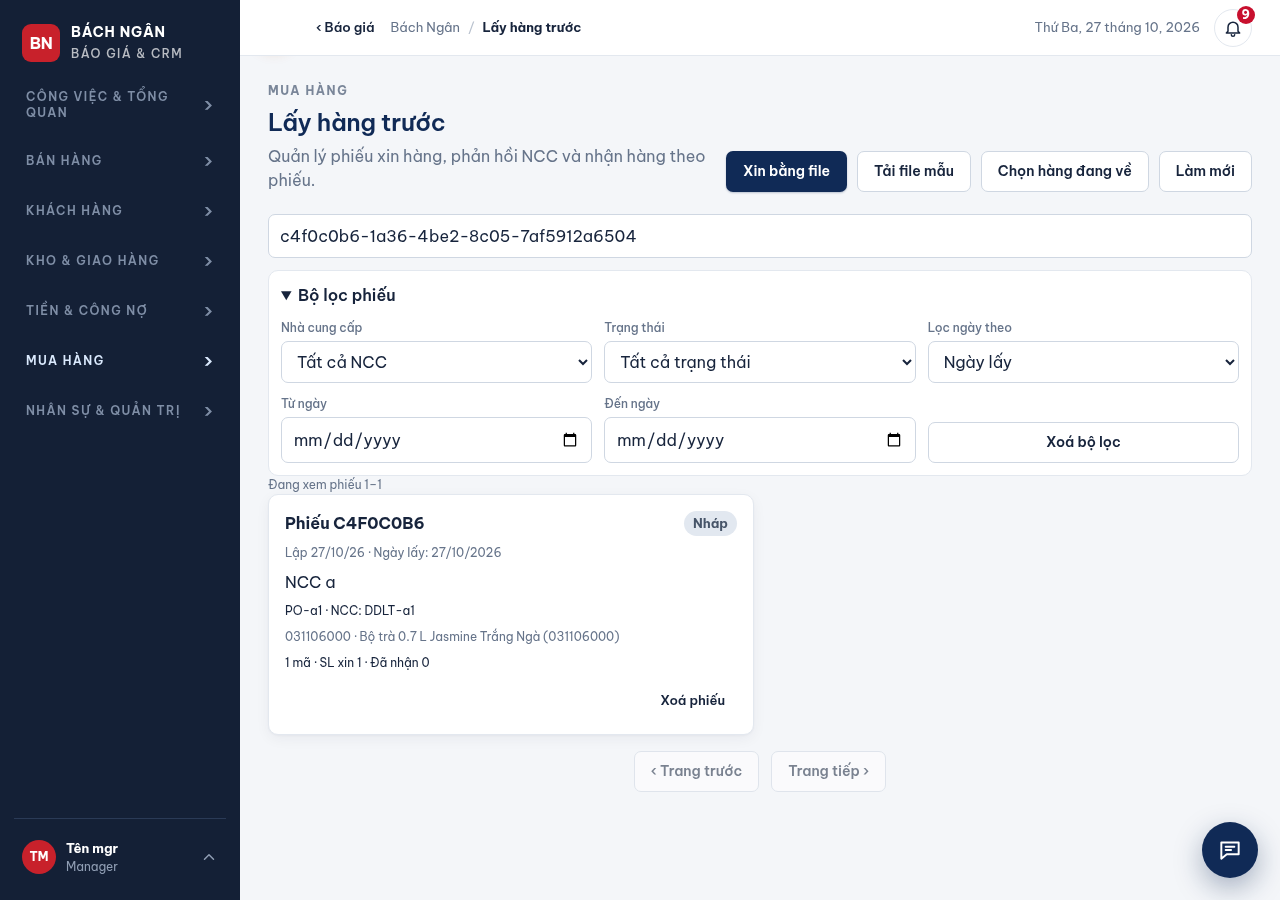 BN
BÁCH NGÂN
BÁO GIÁ & CRM
CÔNG VIỆC & TỔNG QUAN
BÁN HÀNG
KHÁCH HÀNG
KHO & GIAO HÀNG
TIỀN & CÔNG NỢ
MUA HÀNG
NHÂN SỰ & QUẢN TRỊ
TM
Tên mgr
Manager
‹ Báo giá
Bách Ngân / Lấy hàng trước
Thứ Ba, 27 tháng 10, 2026
9
MUA HÀNG
Lấy hàng trước
Quản lý phiếu xin hàng, phản hồi NCC và nhận hàng theo phiếu.
Xin bằng file
Tải file mẫu
Chọn hàng đang về
Làm mới
c4f0c0b6-1a36-4be2-8c05-7af5912a6504
▼ Bộ lọc phiếu
Nhà cung cấp
Tất cả NCC
Trạng thái
Tất cả trạng thái
Lọc ngày theo
Ngày lấy
Từ ngày
mm/dd/yyyy
Đến ngày
mm/dd/yyyy
Xoá bộ lọc
Đang xem phiếu 1–1
Phiếu C4F0C0B6
Nháp
Lập 27/10/26 · Ngày lấy: 27/10/2026
NCC a
PO-a1 · NCC: DDLT-a1
031106000 · Bộ trà 0.7 L Jasmine Trắng Ngà (031106000)
1 mã · SL xin 1 · Đã nhận 0
Xoá phiếu
‹ Trang trước
Trang tiếp ›